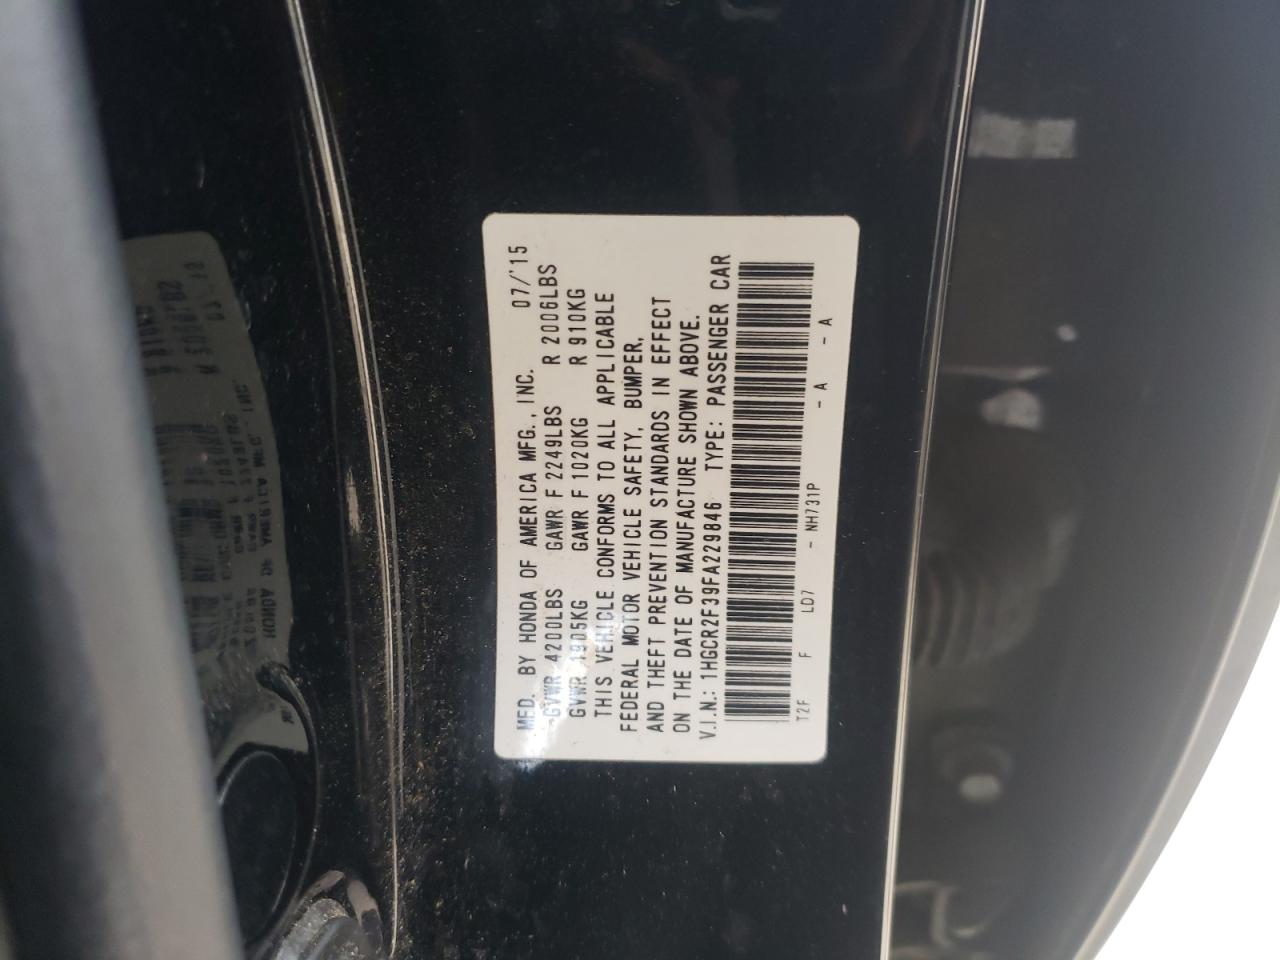 MFD. BY HONDA OF AMERICA MFG., INC. 07/'15
GVWR 4200LBS GAWR F 2249LBS R 2006LBS
GVWR 1905KG GAWR F 1020KG R 910KG
THIS VEHICLE CONFORMS TO ALL APPLICABLE
FEDERAL MOTOR VEHICLE SAFETY, BUMPER,
AND THEFT PREVENTION STANDARDS IN EFFECT
ON THE DATE OF MANUFACTURE SHOWN ABOVE.
V.I.N.: 1HGCR2F39FA229846 TYPE: PASSENGER CAR
T2F F LD7 - NH731P - A - A